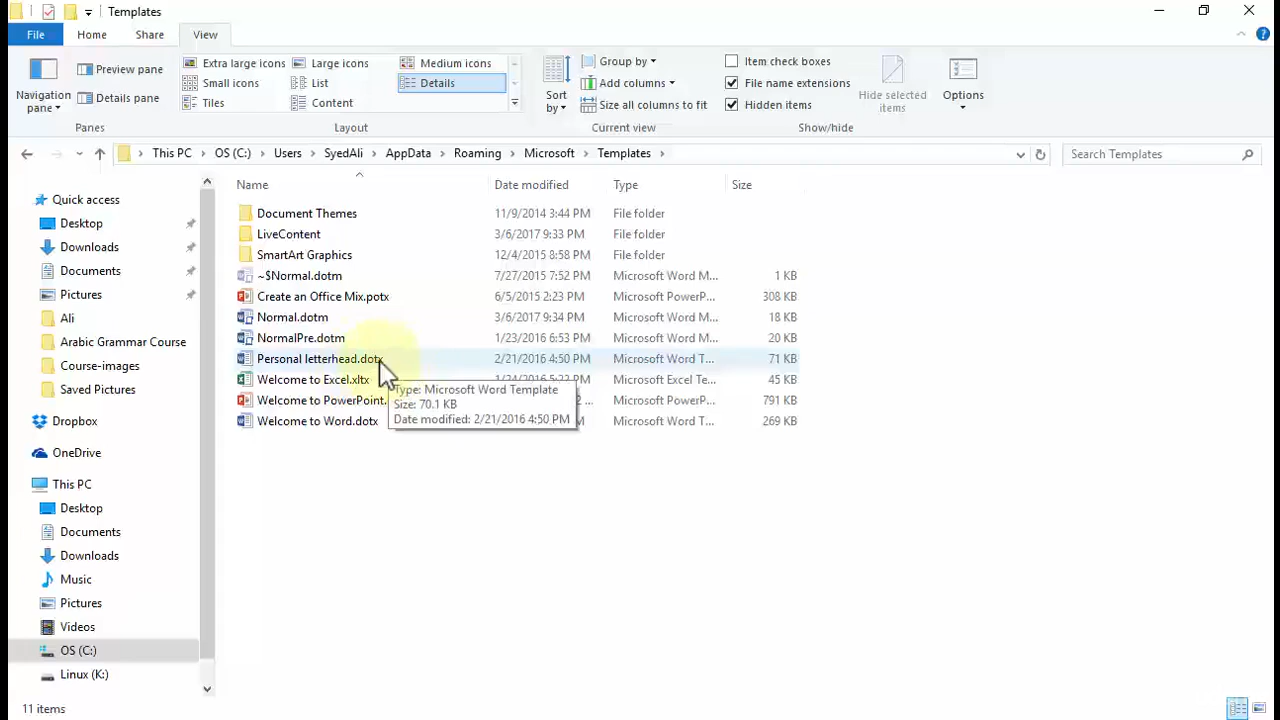 Templates
File Home Share View
Navigation pane
Preview pane
Details pane
Panes
Extra large icons Large icons Medium icons
Small icons List Details
Tiles Content
Layout
Sort by
Group by
Add columns
Size all columns to fit
Current view
Item check boxes
File name extensions
Hidden items
Hide selected items
Show/hide
Options
This PC OS (C:) Users SyedAli AppData Roaming Microsoft Templates
Search Templates
Quick access
Desktop
Downloads
Documents
Pictures
Ali
Arabic Grammar Course
Course-images
Saved Pictures
Dropbox
OneDrive
This PC
Desktop
Documents
Downloads
Music
Pictures
Videos
OS (C:)
Linux (K:)
Name Date modified Type Size
Document Themes 11/9/2014 3:44 PM File folder
LiveContent 3/6/2017 9:33 PM File folder
SmartArt Graphics 12/4/2015 8:58 PM File folder
~$Normal.dotm 7/27/2015 7:52 PM Microsoft Word M... 1 KB
Create an Office Mix.potx 6/5/2015 2:23 PM Microsoft PowerP... 308 KB
Normal.dotm 3/6/2017 9:34 PM Microsoft Word M... 18 KB
NormalPre.dotm 1/23/2016 6:53 PM Microsoft Word M... 20 KB
Personal letterhead.dotx 2/21/2016 4:50 PM Microsoft Word T... 71 KB
Welcome to Excel.xltx Microsoft Excel Te... 45 KB
Welcome to PowerPoint. Microsoft PowerP... 791 KB
Welcome to Word.dotx Microsoft Word T... 269 KB
Type: Microsoft Word Template
Size: 70.1 KB
Date modified: 2/21/2016 4:50 PM
11 items